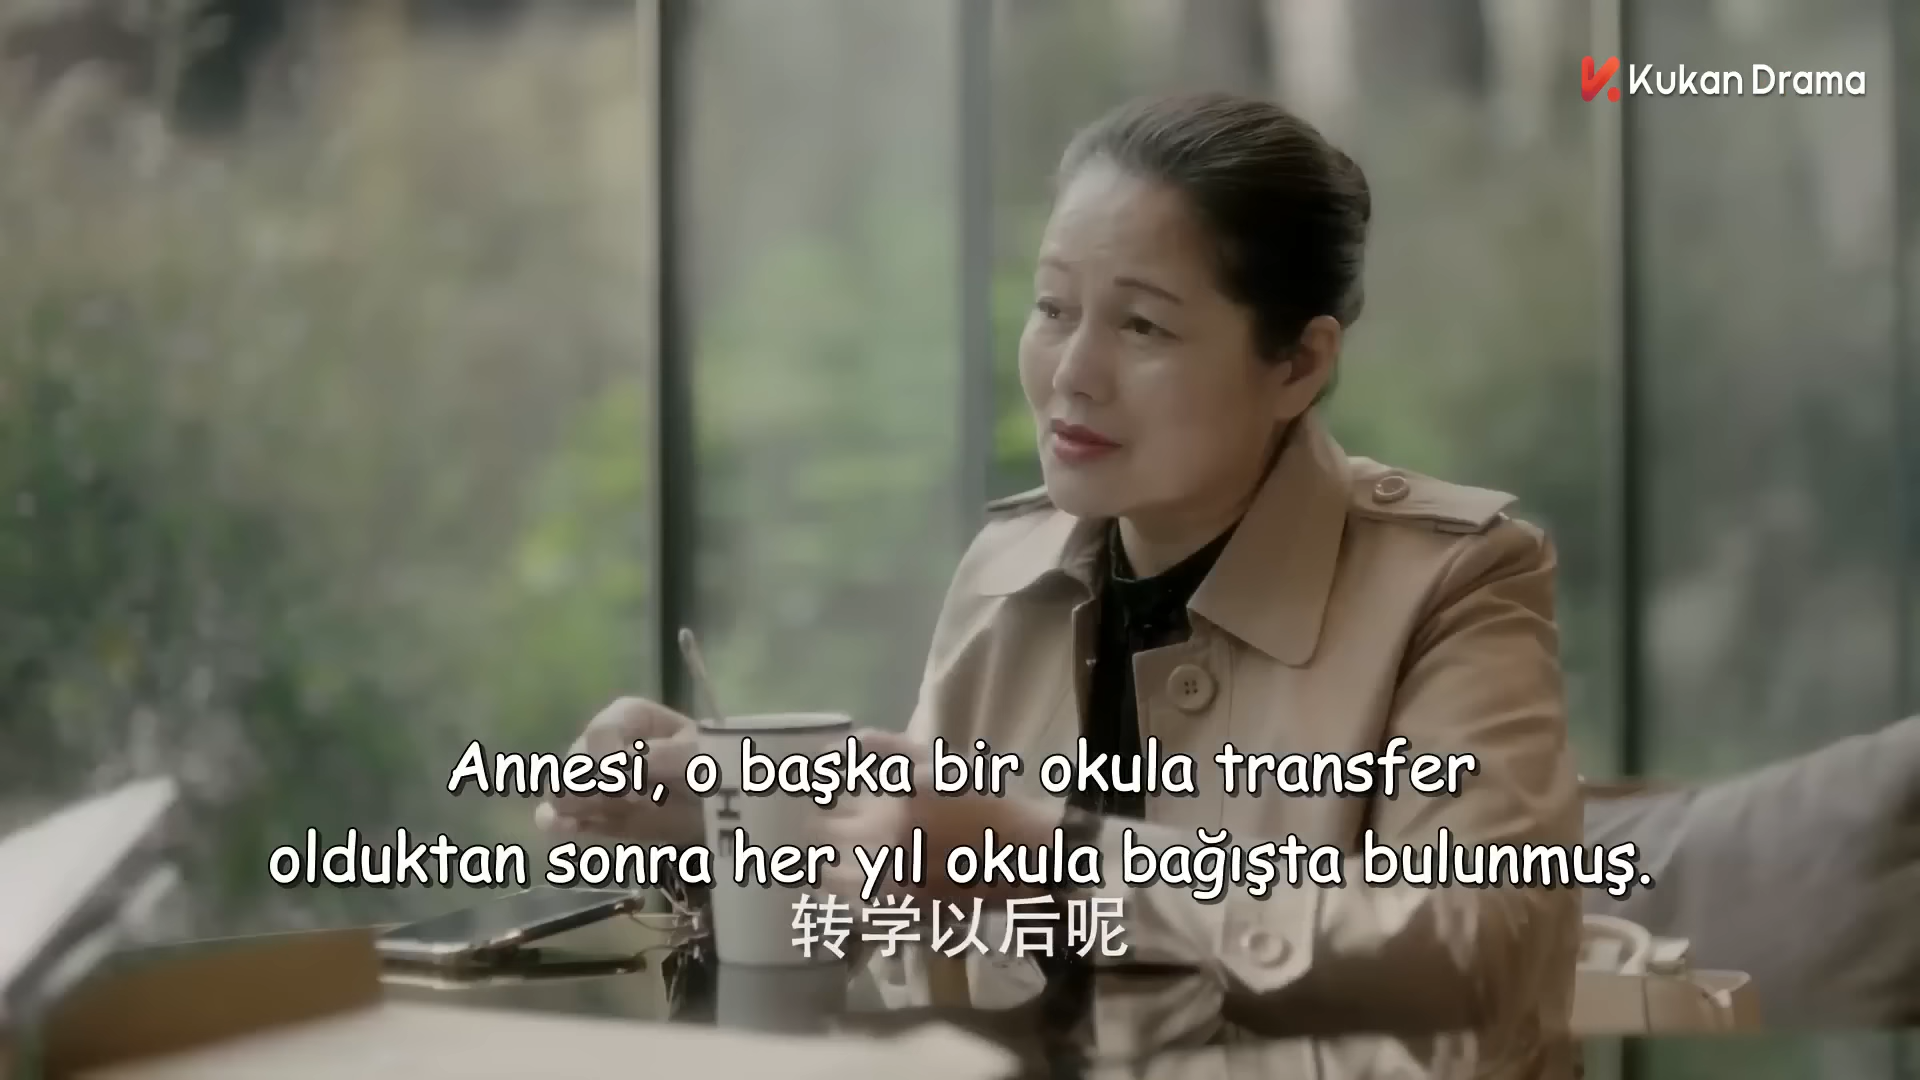 Kukan Drama
Annesi, o başka bir okula transfer
olduktan sonra her yıl okula bağışta bulunmuş.
转学以后呢